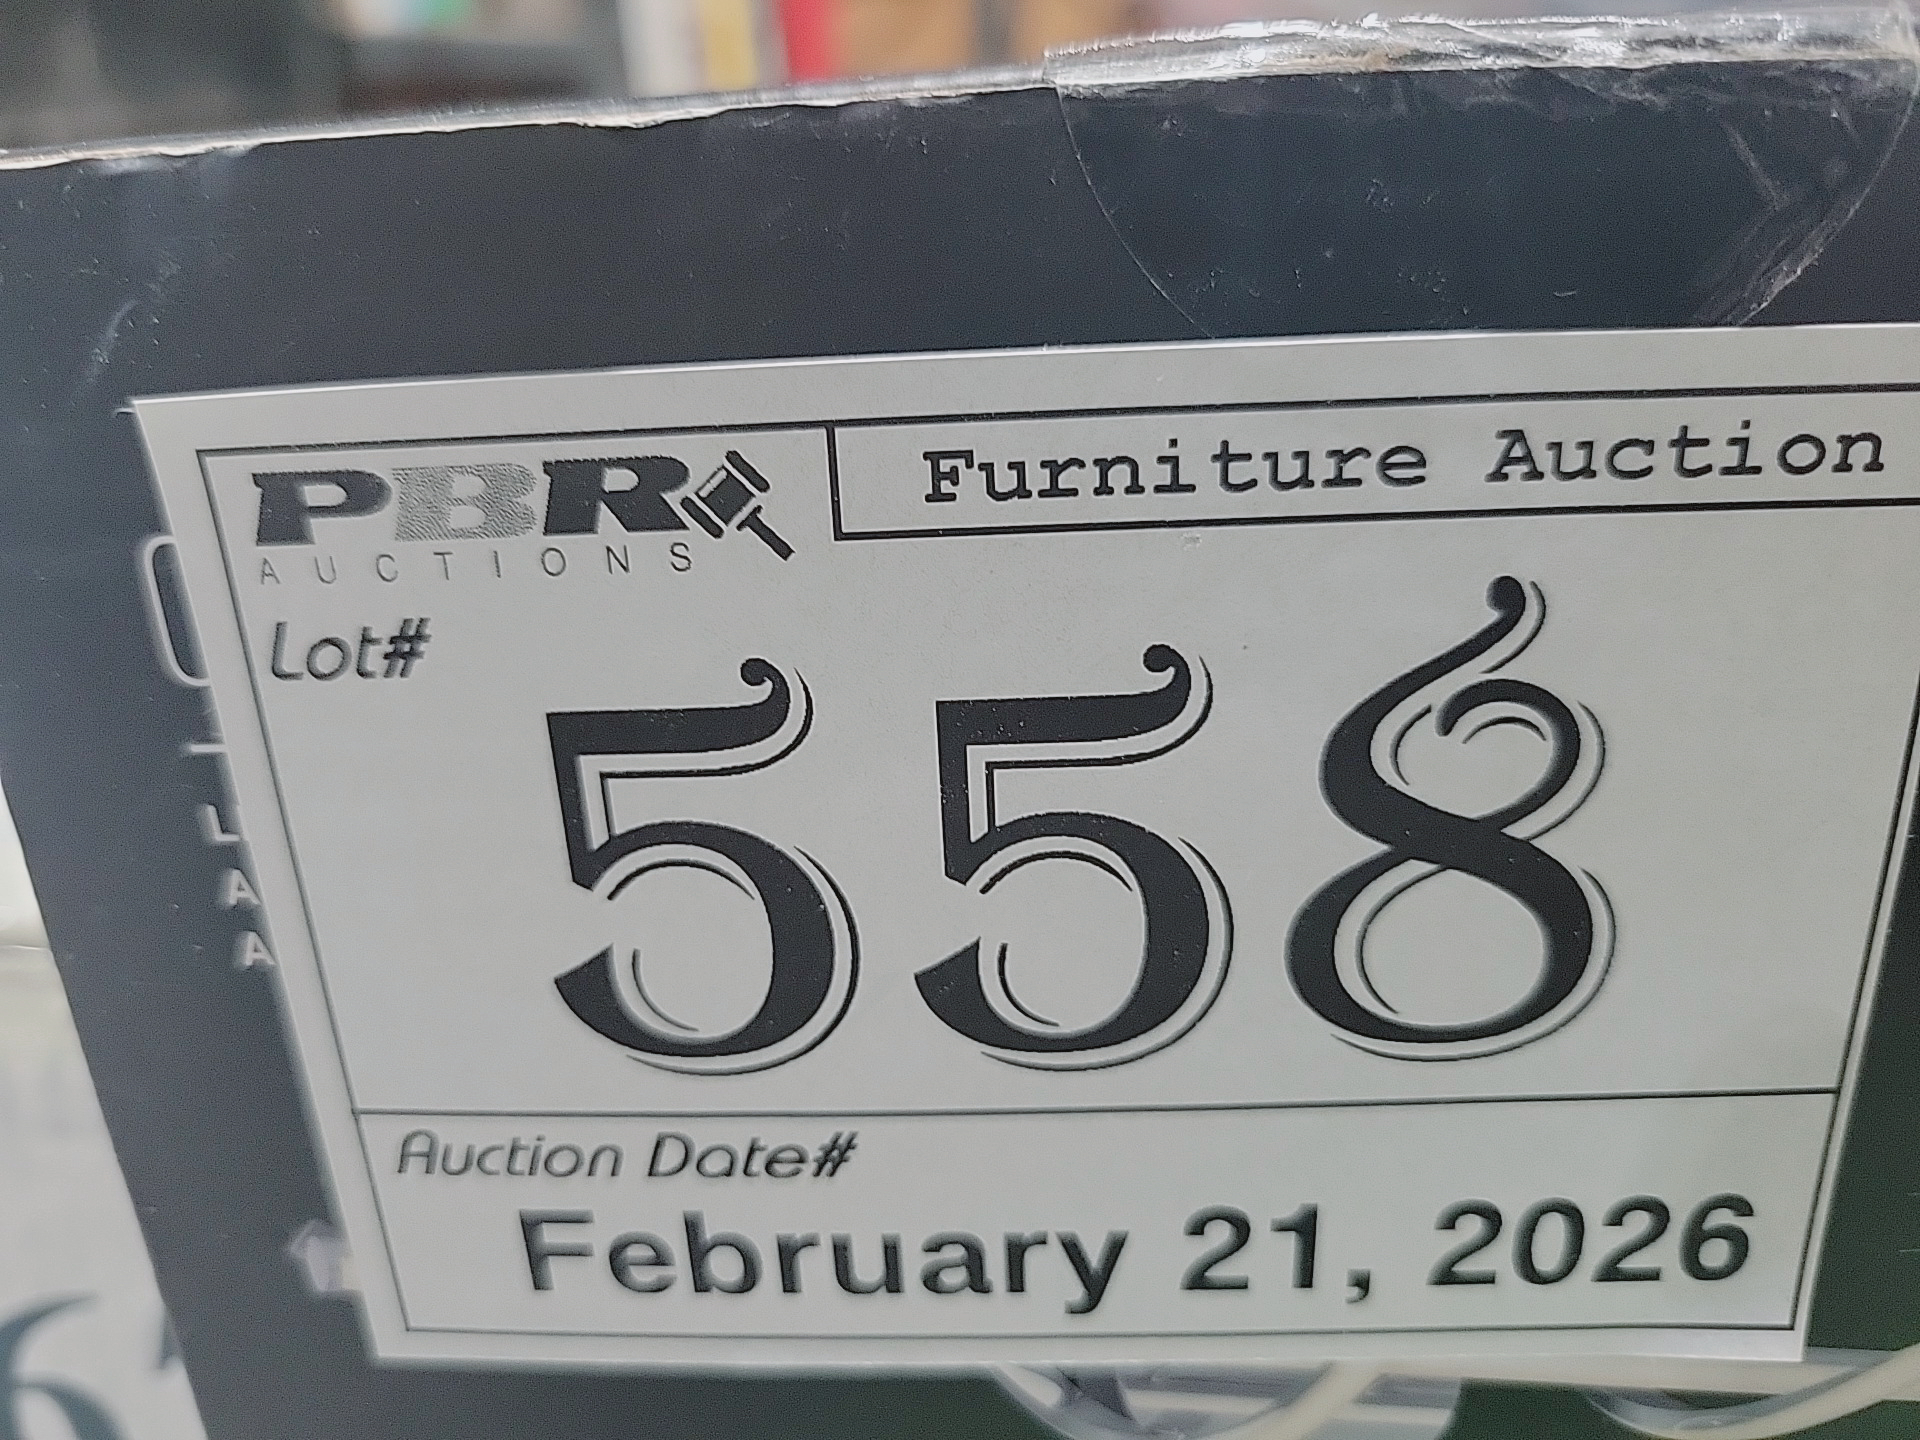 PBR
AUCTIONS
Furniture Auction
Lot#
558
Auction Date#
February 21, 2026
L
A
A